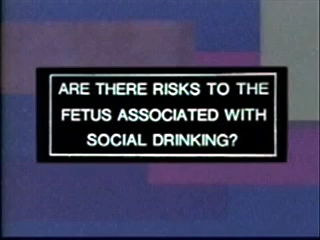 ARE THERE RISKS TO THE
FETUS ASSOCIATED WITH
SOCIAL DRINKING?